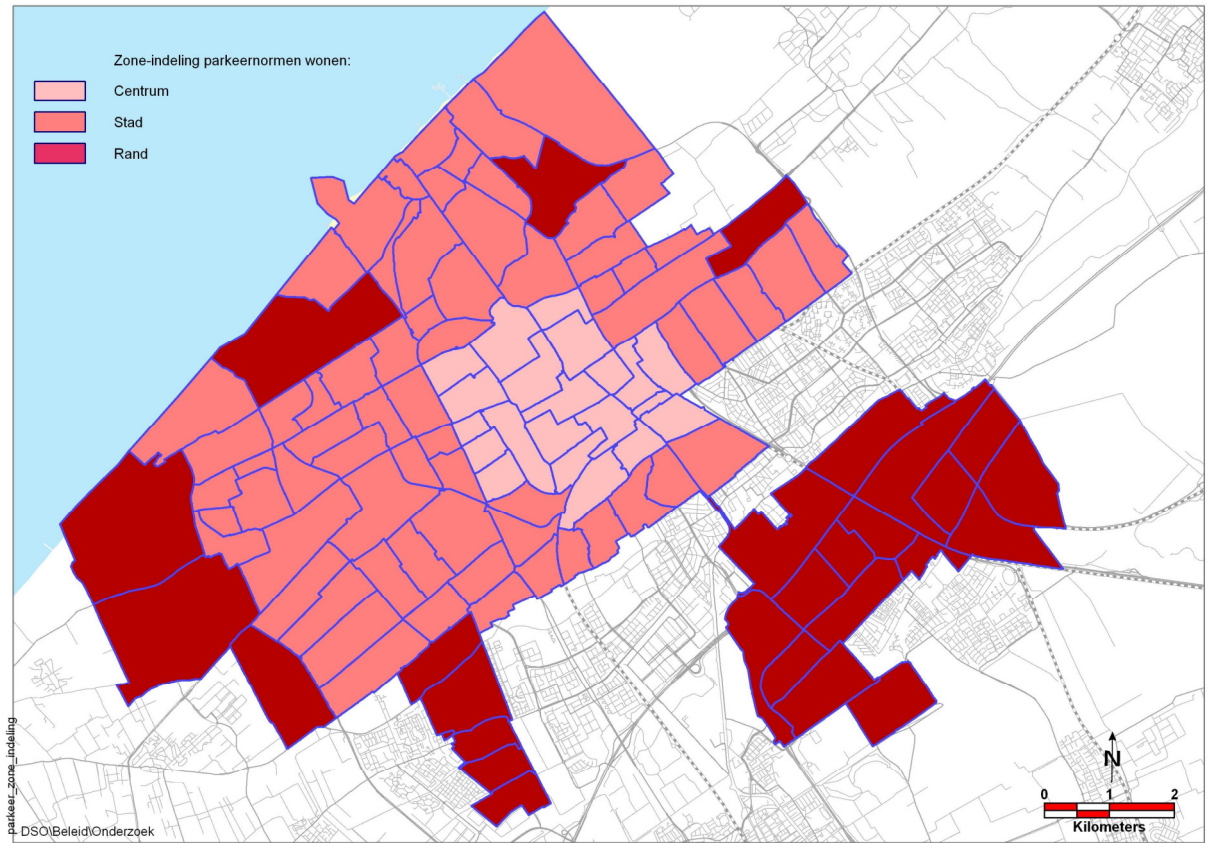 Zone-indeling parkeernormen wonen:
Centrum
Stad
Rand
parkeer_zone_indeling
DSO\Beleid\Onderzoek
N
0 1 2
Kilometers